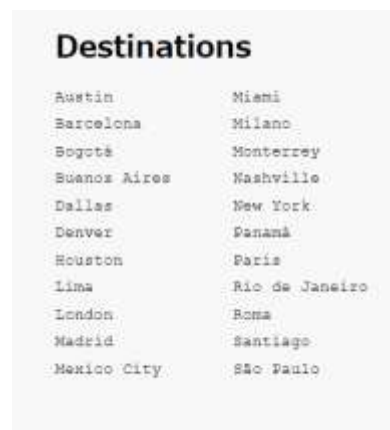 Destinations
Austin
Barcelona
Bogotá
Buenos Aires
Dallas
Denver
Houston
Lima
London
Madrid
Mexico City
Miami
Milano
Monterrey
Nashville
New York
Panamá
Paris
Rio de Janeiro
Roma
Santiago
São Paulo